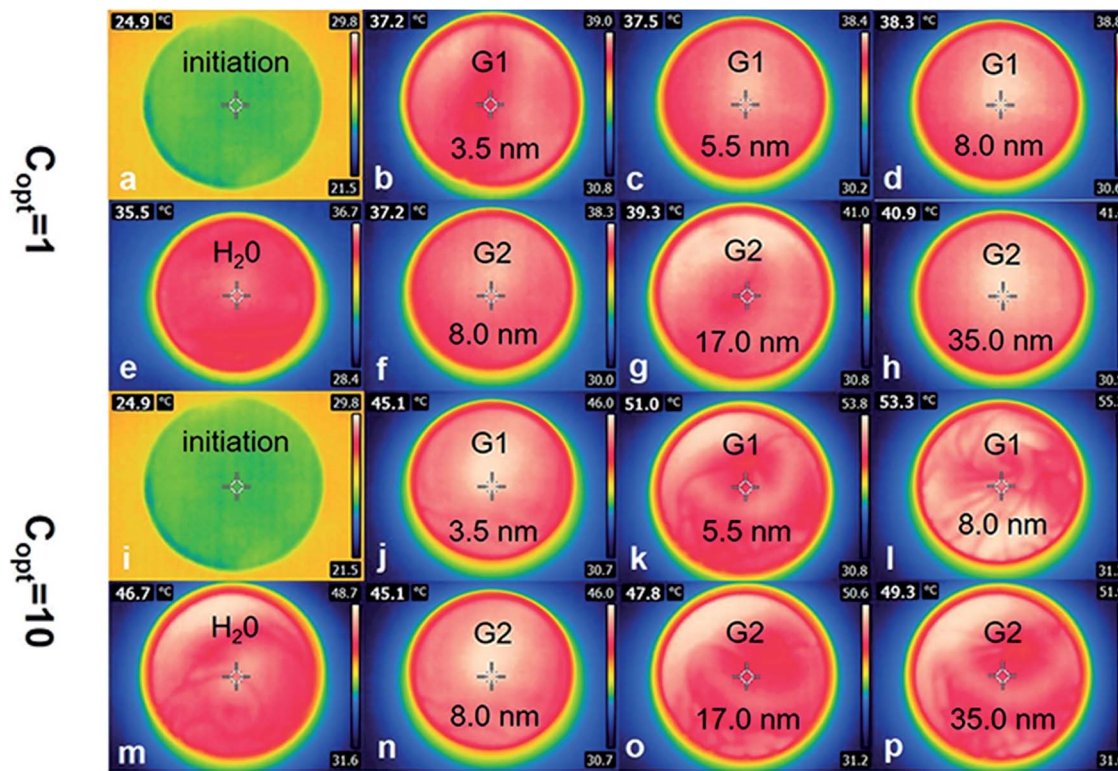 C_opt=1
24.9 °C 29.8
initiation
a 21.5
37.2 °C 39.0
G1
3.5 nm
b 30.8
37.5 °C 38.4
G1
5.5 nm
c 30.2
38.3 °C
G1
8.0 nm
d
35.5 °C 36.7
H₂0
e 28.4
37.2 °C 38.3
G2
8.0 nm
f 30.0
39.3 °C 41.0
G2
17.0 nm
g 30.8
40.9 °C
G2
35.0 nm
h
C_opt=10
24.9 °C 29.8
initiation
i 21.5
45.1 °C 46.0
G1
3.5 nm
j 30.7
51.0 °C 53.8
G1
5.5 nm
k 30.8
53.3 °C
G1
8.0 nm
l
46.7 °C 48.7
H₂0
m 31.6
45.1 °C 46.0
G2
8.0 nm
n 30.7
47.8 °C 50.6
G2
17.0 nm
o 31.2
49.3 °C
G2
35.0 nm
p